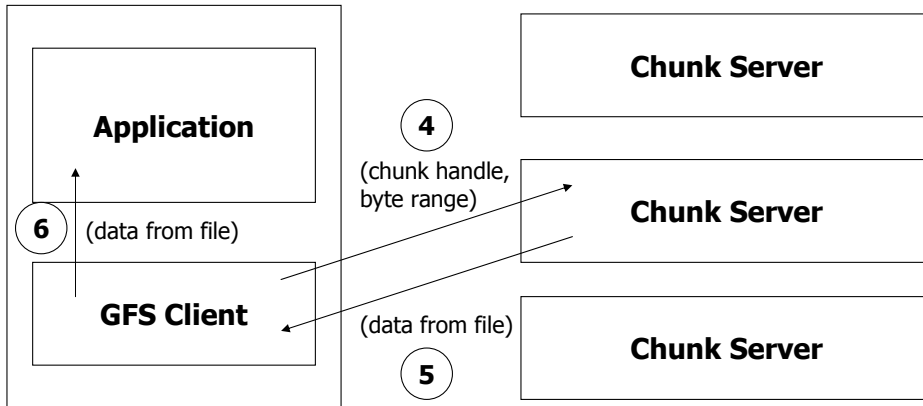 Application
6
(data from file)
GFS Client
4
(chunk handle,
byte range)
(data from file)
5
Chunk Server
Chunk Server
Chunk Server